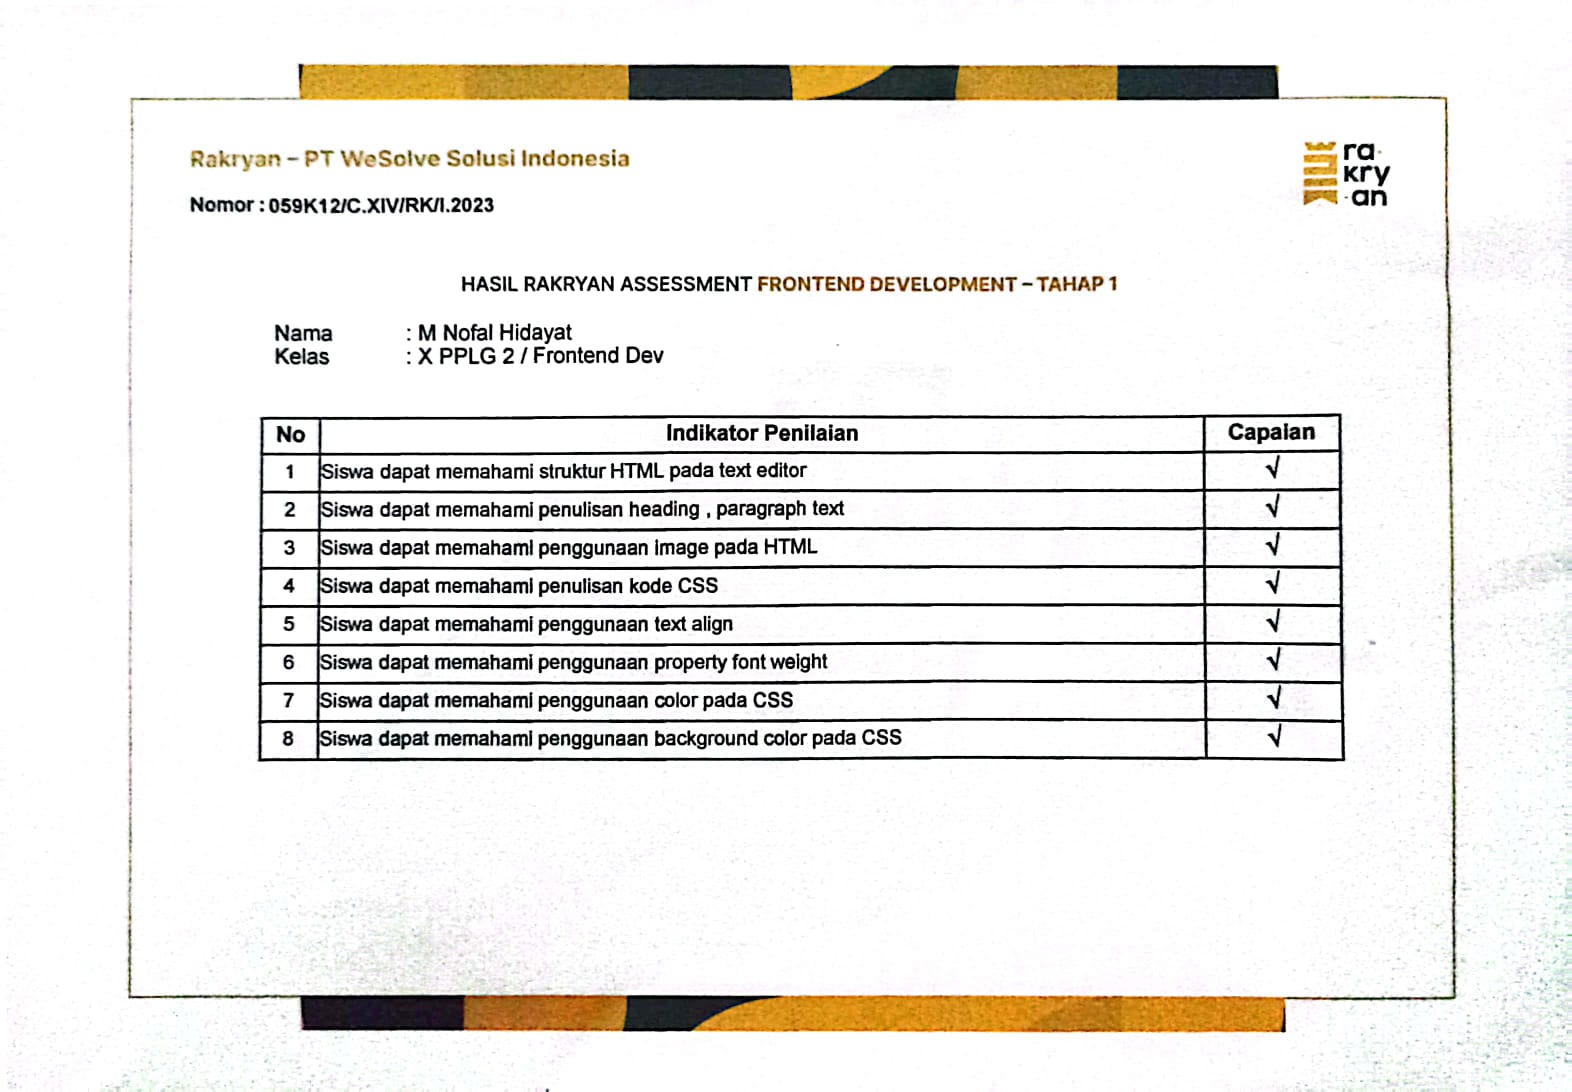 Rakryan – PT WeSolve Solusi Indonesia
Nomor : 059K12/C.XIV/RK/I.2023
ra
kry
an
HASIL RAKRYAN ASSESSMENT FRONTEND DEVELOPMENT – TAHAP 1
Nama : M Nofal Hidayat
Kelas : X PPLG 2 / Frontend Dev
No Indikator Penilaian Capaian
1 Siswa dapat memahami struktur HTML pada text editor √
2 Siswa dapat memahami penulisan heading , paragraph text √
3 Siswa dapat memahami penggunaan image pada HTML √
4 Siswa dapat memahami penulisan kode CSS √
5 Siswa dapat memahami penggunaan text align √
6 Siswa dapat memahami penggunaan property font weight √
7 Siswa dapat memahami penggunaan color pada CSS √
8 Siswa dapat memahami penggunaan background color pada CSS √